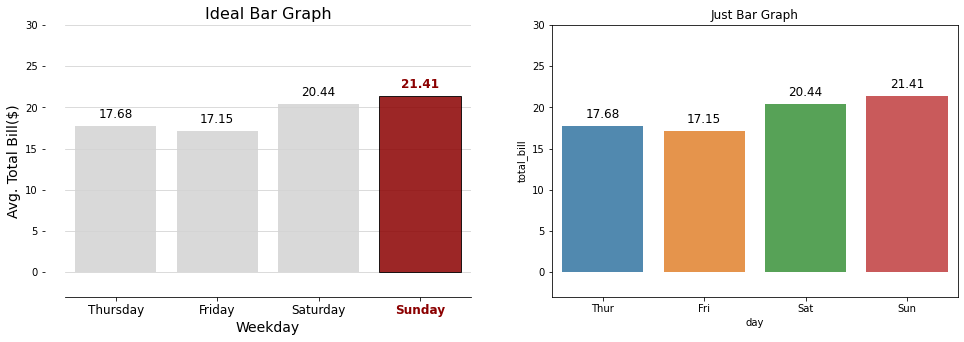 Ideal Bar Graph
30
25
20
15
10
5
0
Avg. Total Bill($)
17.68
17.15
20.44
21.41
Thursday
Friday
Saturday
Sunday
Weekday
Just Bar Graph
30
25
20
15
10
5
0
total_bill
17.68
17.15
20.44
21.41
Thur
Fri
Sat
Sun
day